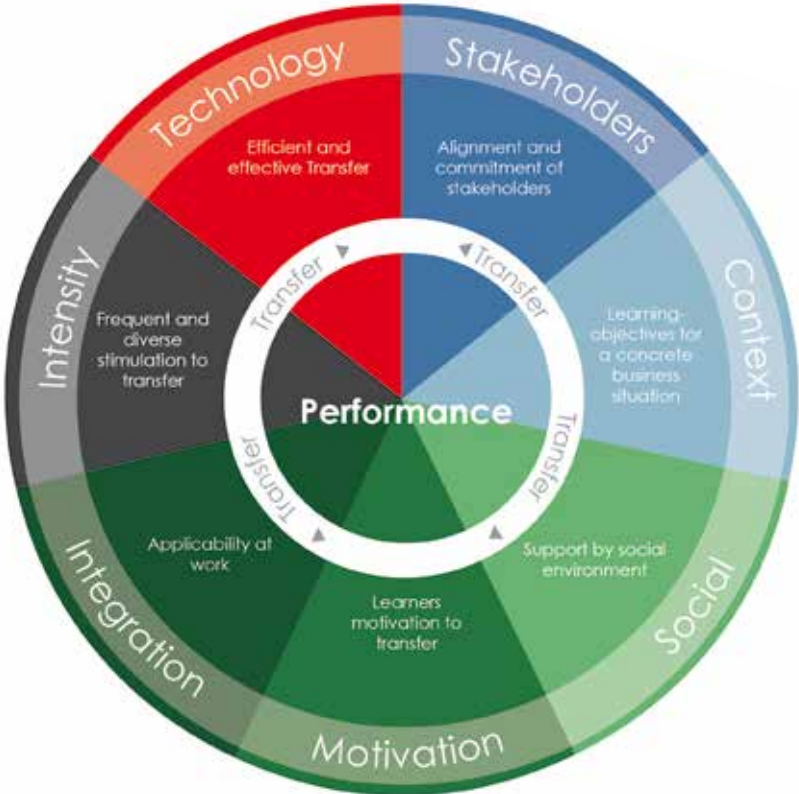 Technology
Efficient and
effective Transfer
Stakeholders
Alignment and
commitment of
stakeholders
Context
Learning-
objectives for
a concrete
business
situation
Social
Support by social
environment
Motivation
Learners
motivation to
transfer
Integration
Applicability at
work
Intensity
Frequent and
diverse
stimulation to
transfer
Transfer
Transfer
Transfer
Transfer
Performance